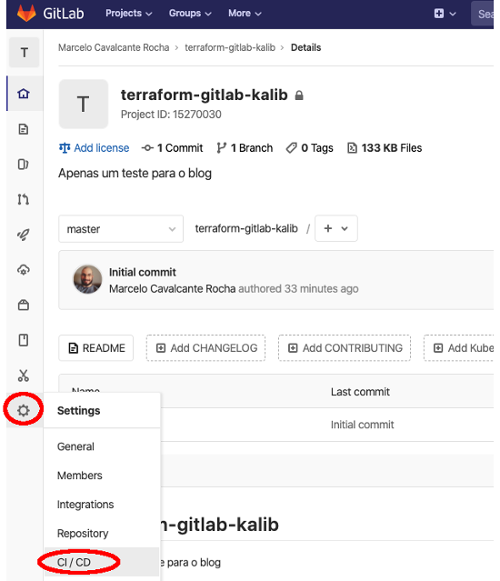 GitLab Projects Groups More Sea
T Marcelo Cavalcante Rocha › terraform-gitlab-kalib › Details
T
terraform-gitlab-kalib
Project ID: 15270030
Add license 1 Commit 1 Branch 0 Tags 133 KB Files
Apenas um teste para o blog
master terraform-gitlab-kalib / +
Initial commit
Marcelo Cavalcante Rocha authored 33 minutes ago
README Add CHANGELOG Add CONTRIBUTING Add Kube
Name Last commit
Initial commit
Settings
General
Members
Integrations
Repository
m-gitlab-kalib
CI / CD
e para o blog